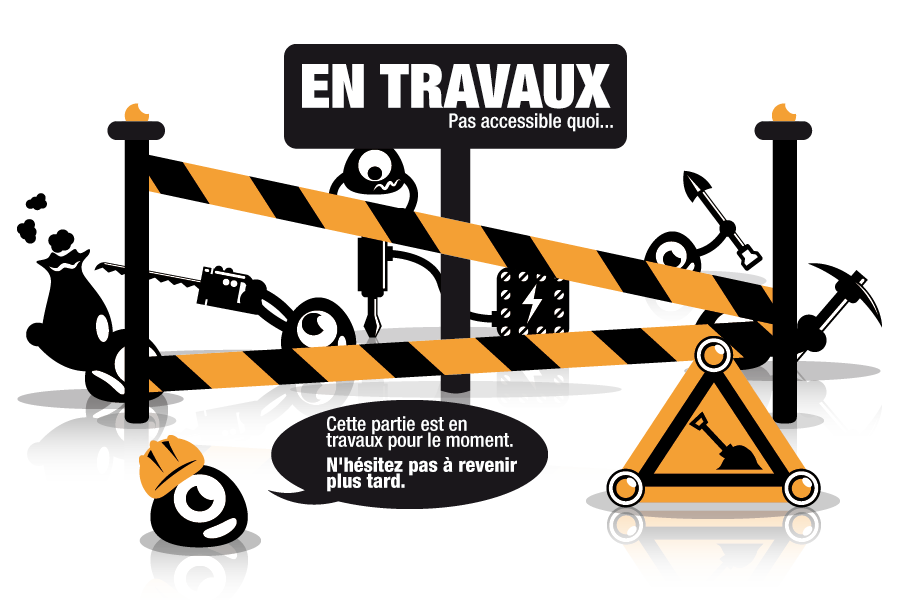 EN TRAVAUX
Pas accessible quoi...
Cette partie est en
travaux pour le moment.
N'hésitez pas à revenir
plus tard.